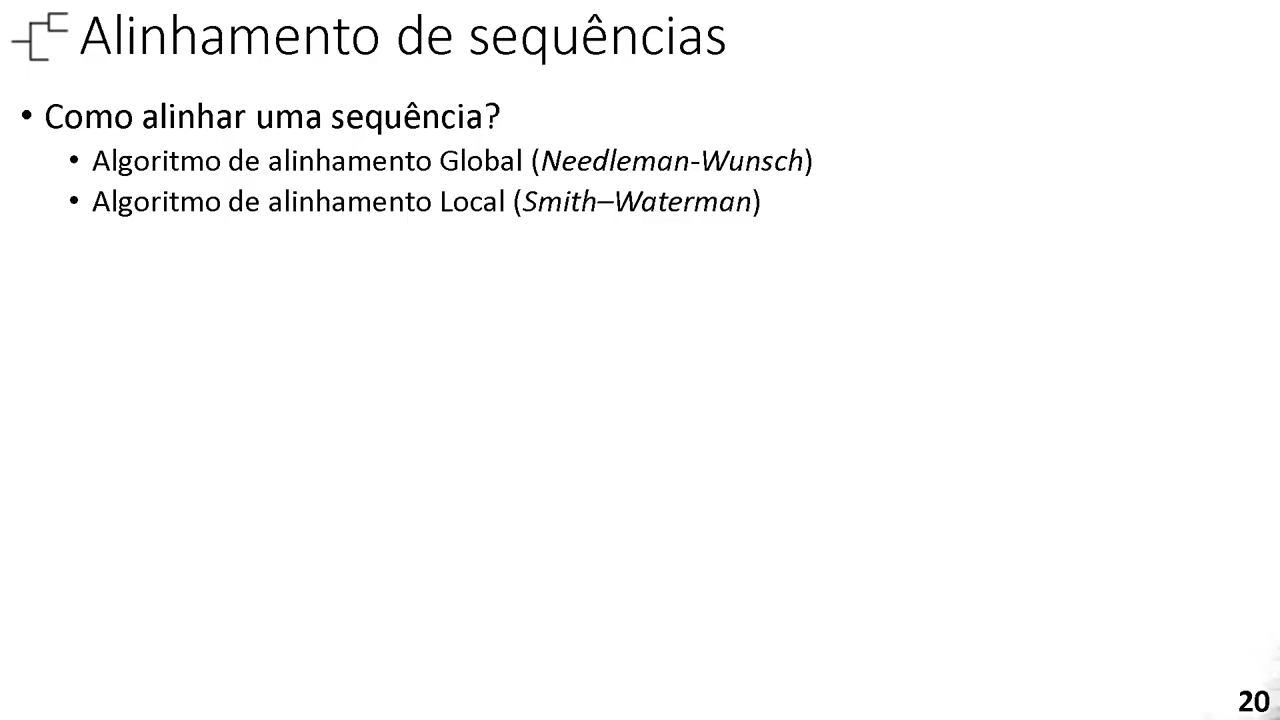 Alinhamento de sequências
• Como alinhar uma sequência?
• Algoritmo de alinhamento Global (Needleman-Wunsch)
• Algoritmo de alinhamento Local (Smith–Waterman)
20